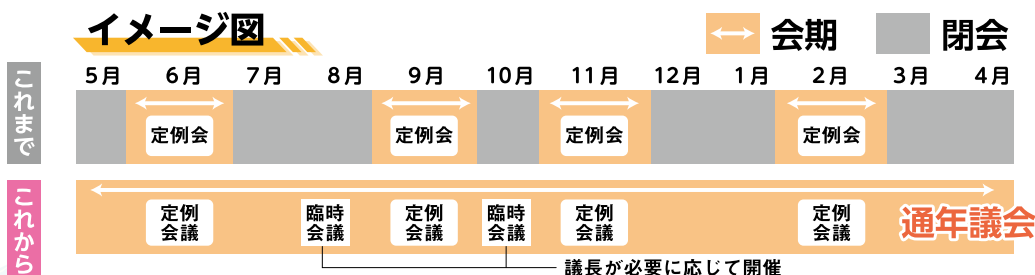 イメージ図
会期
閉会
5月 6月 7月 8月 9月 10月 11月 12月 1月 2月 3月 4月
これまで
定例会 定例会 定例会 定例会
これから
定例
会議
臨時
会議
定例
会議
臨時
会議
定例
会議
定例
会議
通年議会
議長が必要に応じて開催